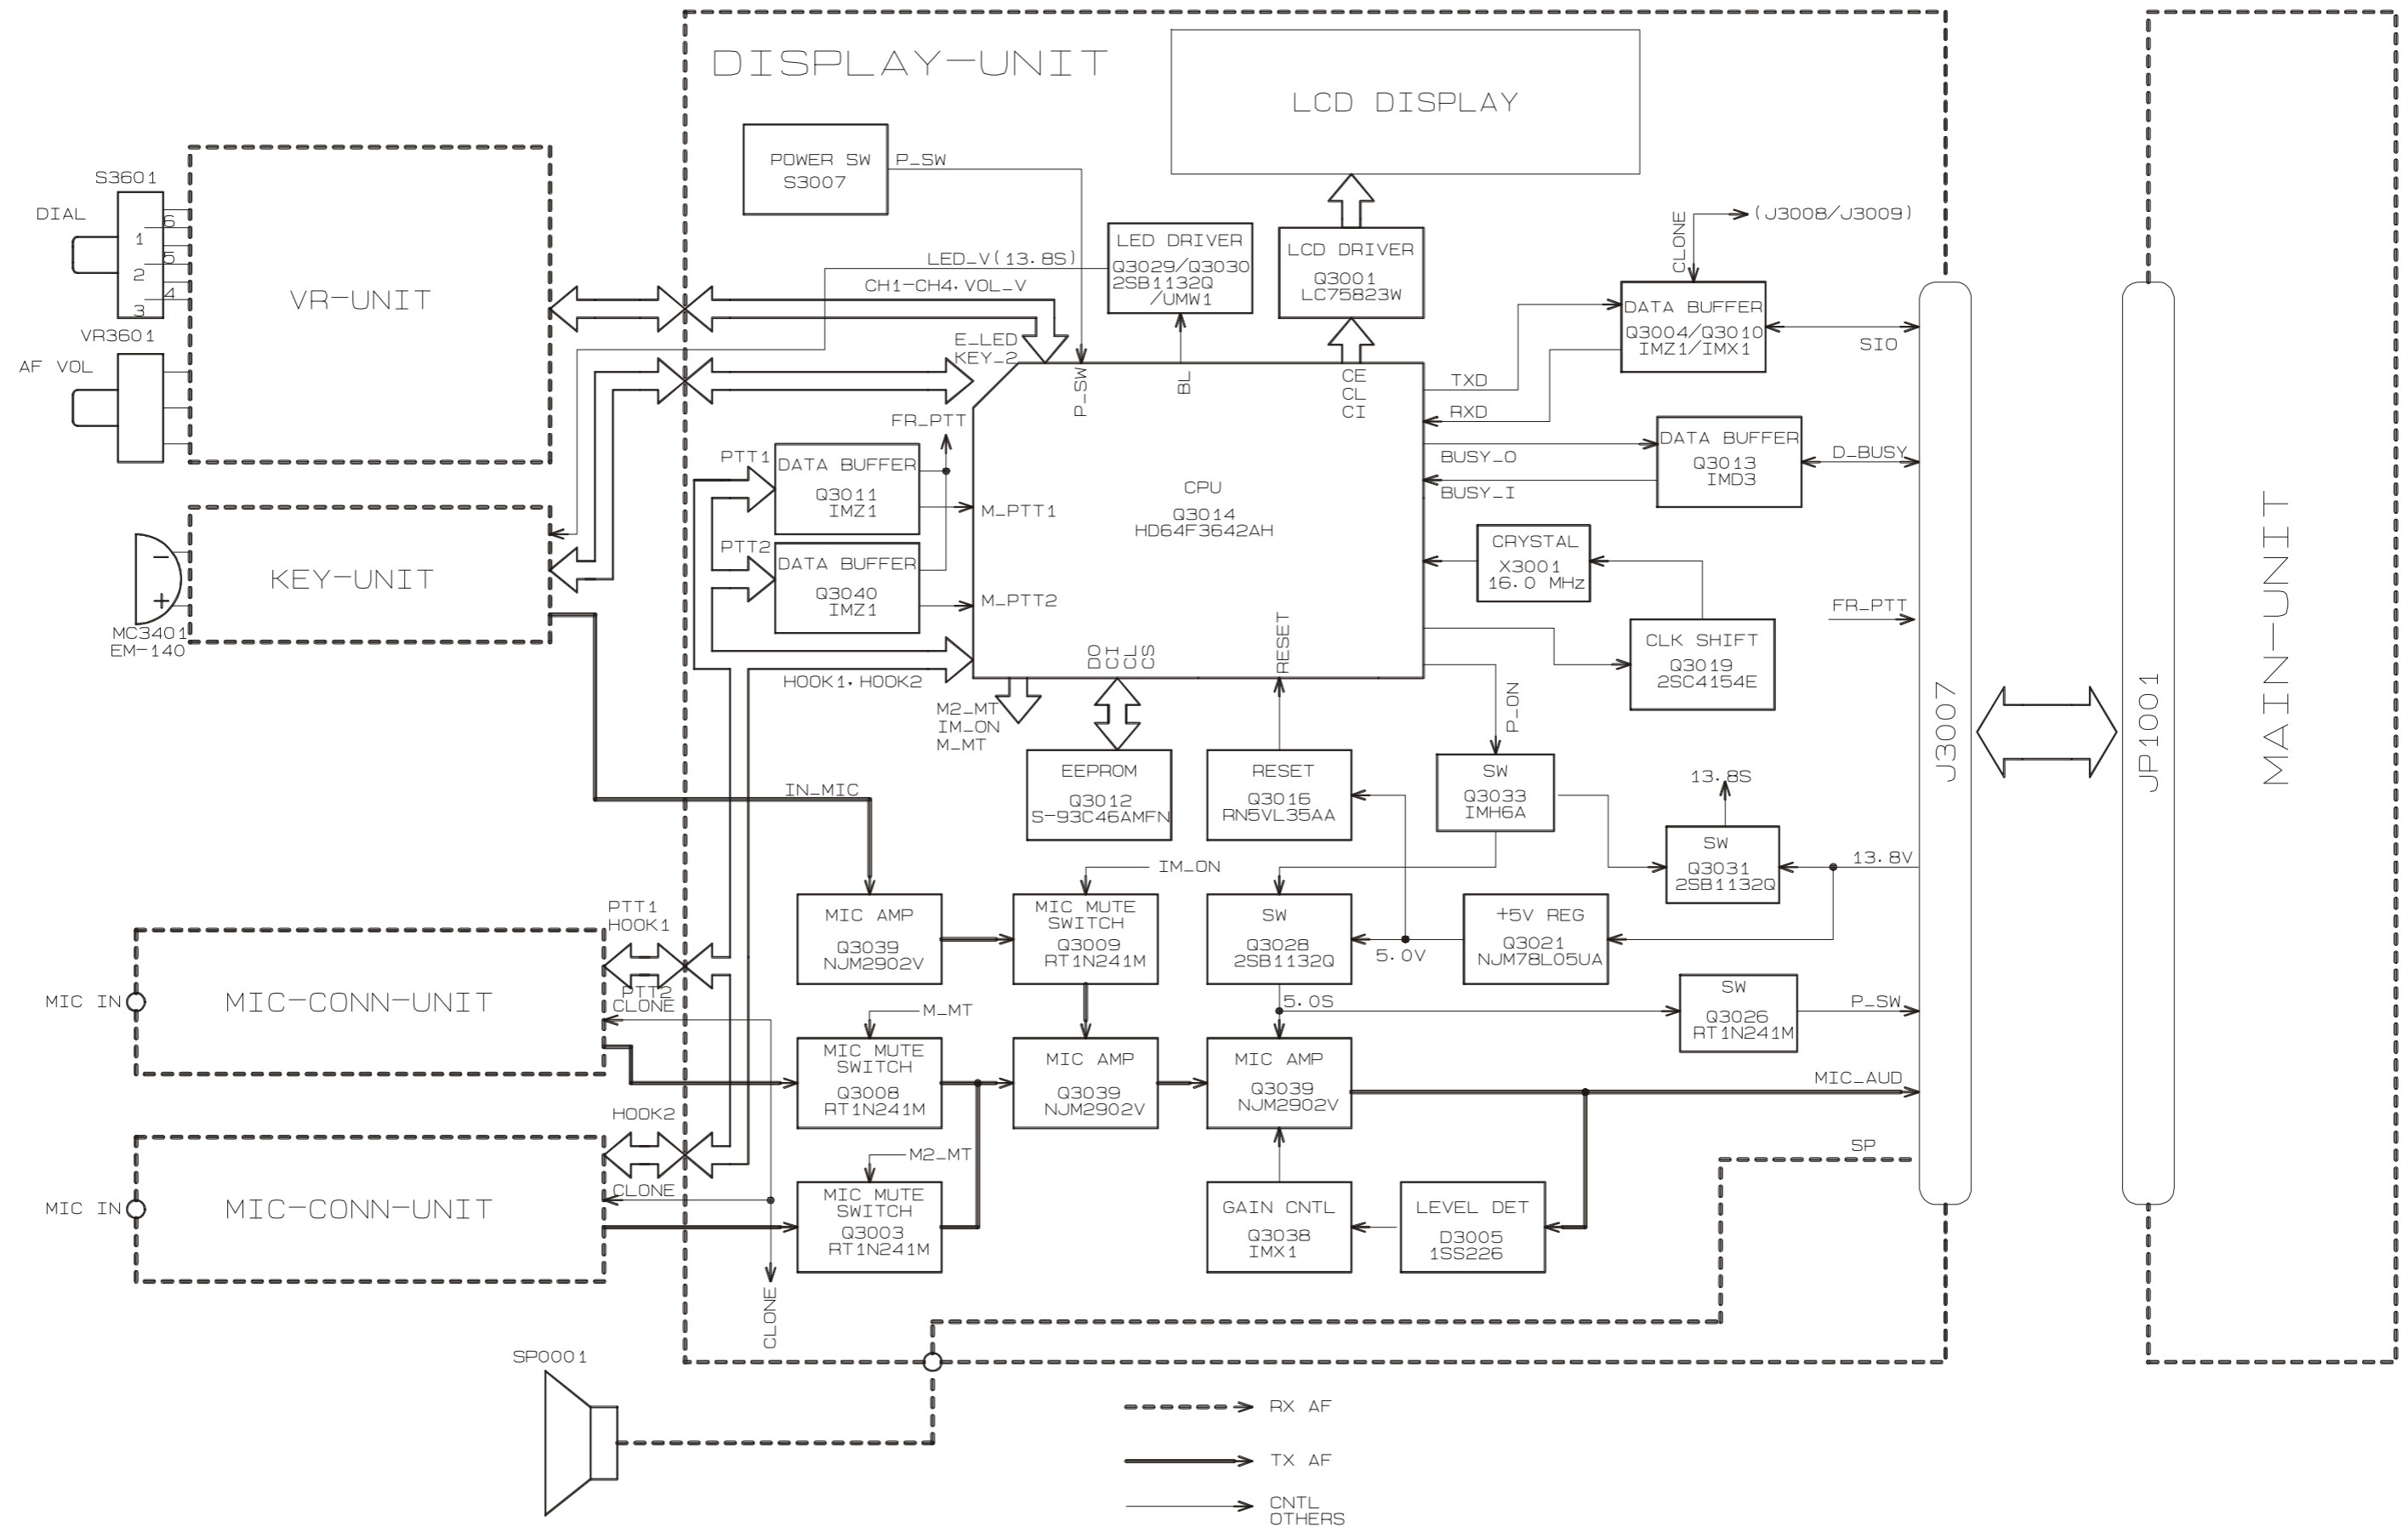 DISPLAY-UNIT
LCD DISPLAY
POWER SW
S3007
P_SW
S3601
DIAL
6
1
5
2
4
3
VR3601
AF VOL
VR-UNIT
LED_V(13.8S)
CH1-CH4,VOL_V
LED DRIVER
Q3029/Q3030
2SB1132Q
/UMW1
LCD DRIVER
Q3001
LC75823W
CLONE
(J3008/J3009)
DATA BUFFER
Q3004/Q3010
IMZ1/IMX1
SIO
E_LED
KEY_2
P_SW
BL
CE
CL
CI
TXD
RXD
FR_PTT
PTT1
DATA BUFFER
Q3011
IMZ1
M_PTT1
PTT2
DATA BUFFER
Q3040
IMZ1
M_PTT2
CPU
Q3014
HD64F3642AH
BUSY_O
BUSY_I
DATA BUFFER
Q3013
IMD3
D_BUSY
CRYSTAL
X3001
16.0 MHz
CLK SHIFT
Q3019
2SC4154E
FR_PTT
KEY-UNIT
-
+
MC3401
EM-140
HOOK1,HOOK2
DO
CI
CL
CS
RESET
P_ON
M2_MT
IM_ON
M_MT
EEPROM
Q3012
S-93C46AMFN
RESET
Q3016
RN5VL35AA
SW
Q3033
IMH6A
13.8S
SW
Q3031
2SB1132Q
13.8V
J3007
JP1001
MAIN-UNIT
IN_MIC
IM_ON
MIC AMP
Q3039
NJM2902V
MIC MUTE
SWITCH
Q3009
RT1N241M
SW
Q3028
2SB1132Q
5.0V
+5V REG
Q3021
NJM78L05UA
PTT1
HOOK1
MIC IN
MIC-CONN-UNIT
PTT2
CLONE
5.0S
SW
Q3026
RT1N241M
P_SW
M_MT
MIC MUTE
SWITCH
Q3008
RT1N241M
MIC AMP
Q3039
NJM2902V
MIC AMP
Q3039
NJM2902V
MIC_AUD
HOOK2
MIC IN
MIC-CONN-UNIT
CLONE
M2_MT
MIC MUTE
SWITCH
Q3003
RT1N241M
GAIN CNTL
Q3038
IMX1
LEVEL DET
D3005
1SS226
SP
CLONE
SP0001
RX AF
TX AF
CNTL
OTHERS